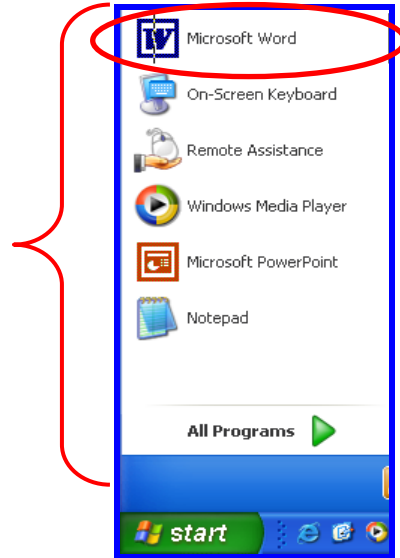 Microsoft Word
On-Screen Keyboard
Remote Assistance
Windows Media Player
Microsoft PowerPoint
Notepad
All Programs
start